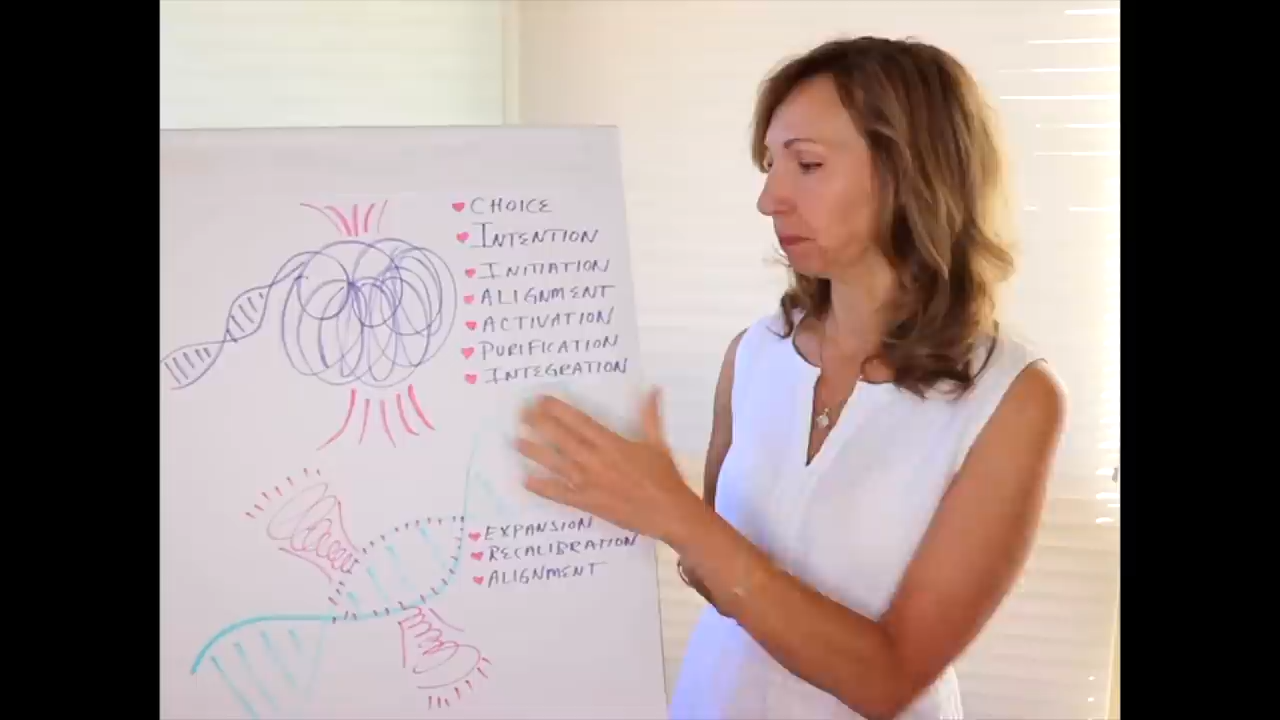 CHOICE
INTENTION
INITIATION
ALIGNMENT
ACTIVATION
PURIFICATION
INTEGRATION
EXPANSION
RECALIBRATION
ALIGNMENT